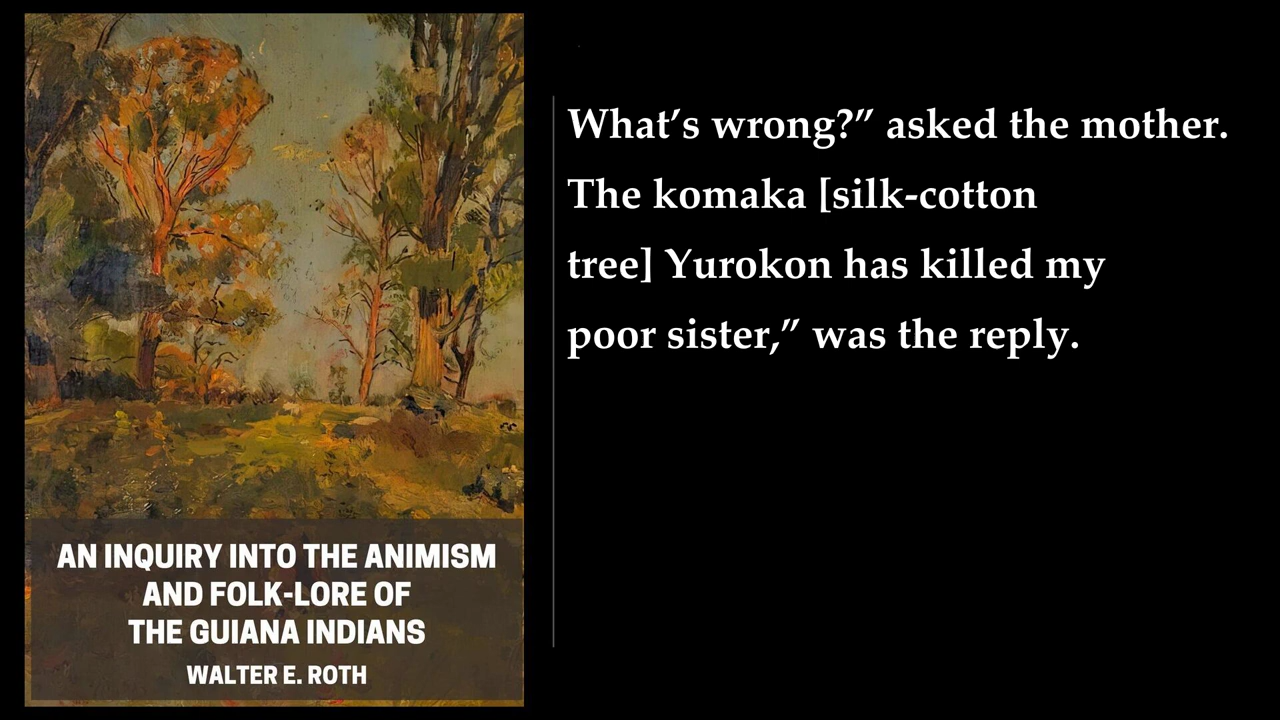 What’s wrong?” asked the mother.
The komaka [silk-cotton
tree] Yurokon has killed my
poor sister,” was the reply.
AN INQUIRY INTO THE ANIMISM
AND FOLK-LORE OF
THE GUIANA INDIANS
WALTER E. ROTH